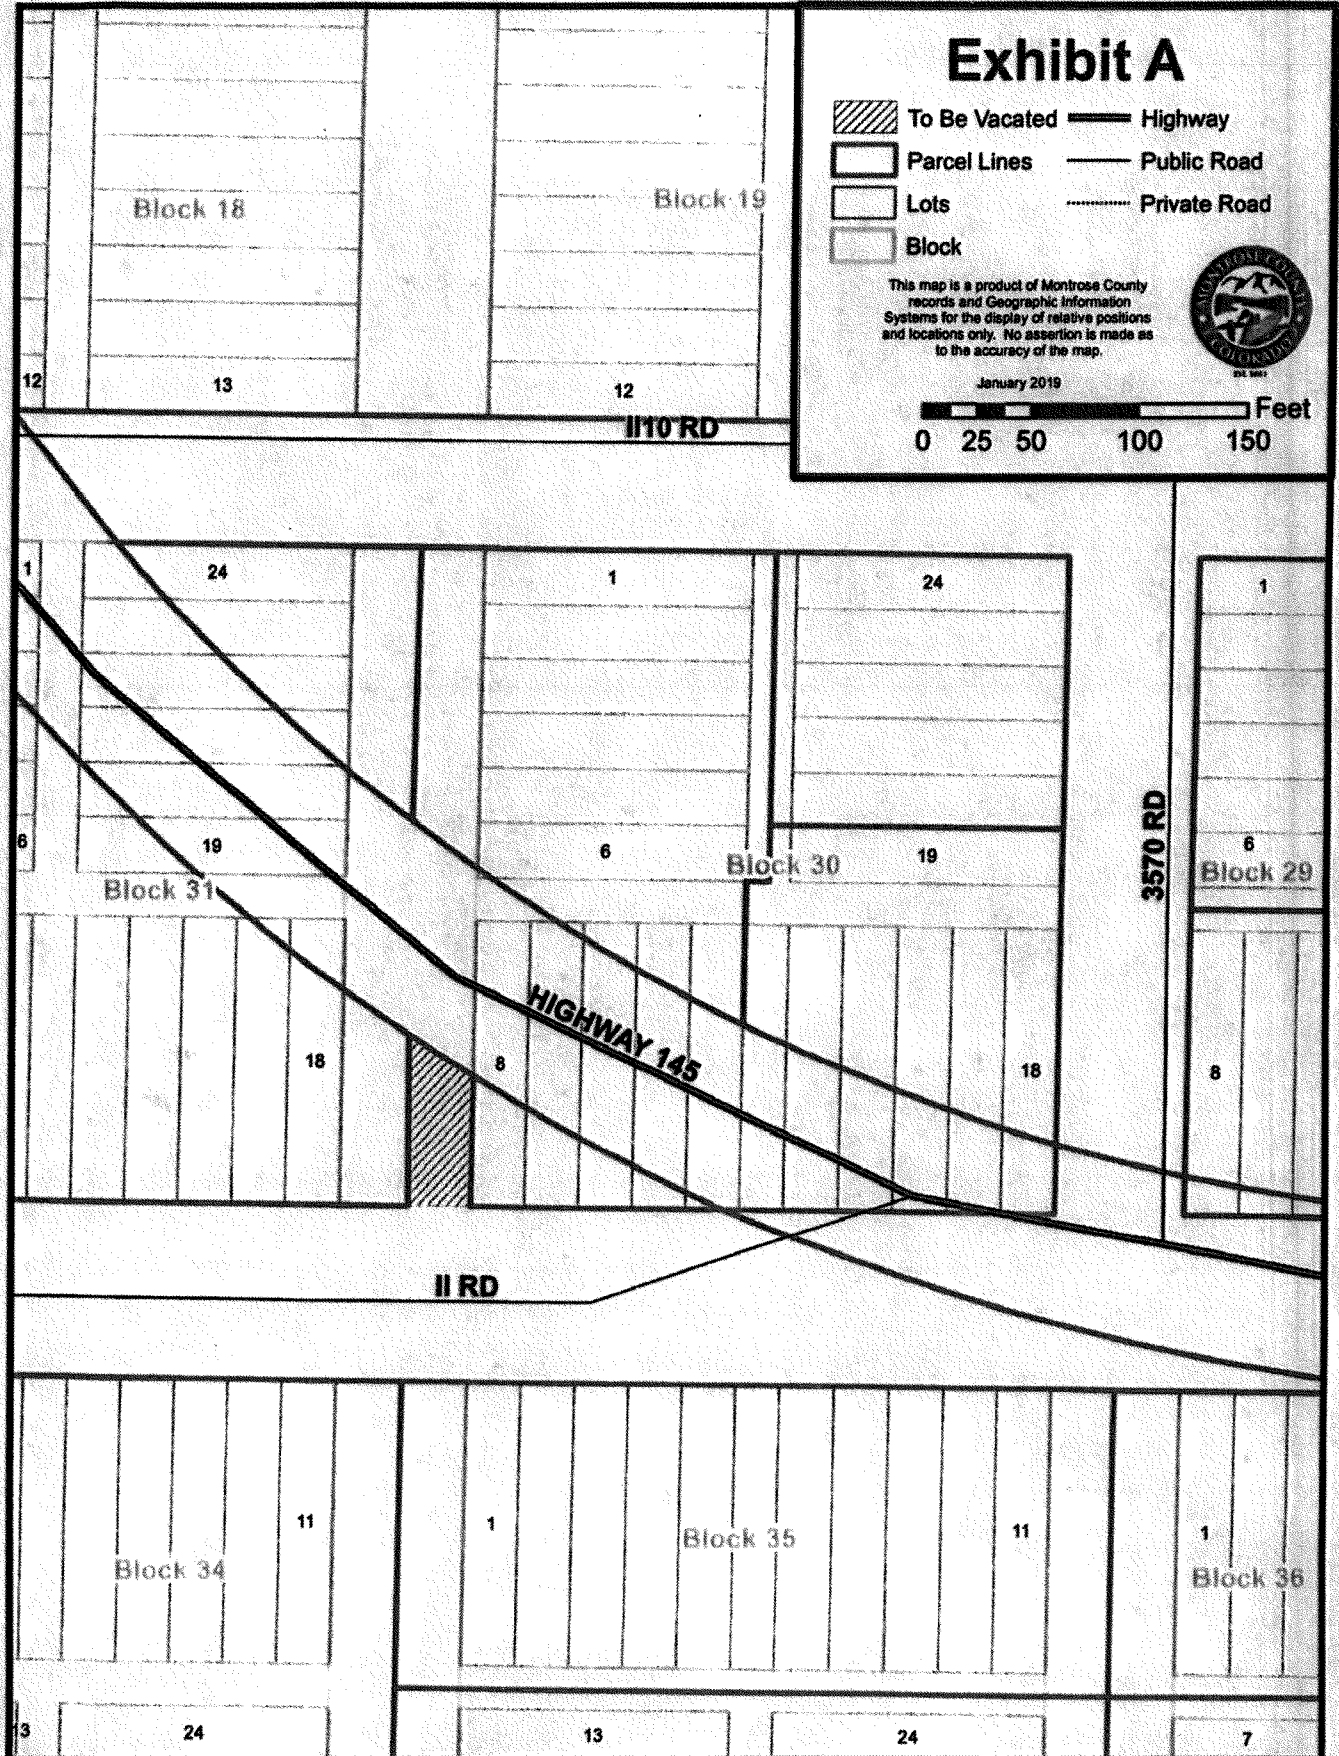 Exhibit A
To Be Vacated
Highway
Parcel Lines
Public Road
Lots
Private Road
Block
This map is a product of Montrose County
records and Geographic Information
Systems for the display of relative positions
and locations only. No assertion is made as
to the accuracy of the map.
MONTROSE COUNTY
COLORADO
January 2019
Feet
0 25 50 100 150
Block 18
Block 19
12
13
12
II10 RD
1
24
1
24
1
3570 RD
6
19
6
19
6
Block 31
Block 30
Block 29
HIGHWAY 145
18
8
18
8
II RD
11
1
11
1
Block 34
Block 35
Block 36
13
24
13
24
7